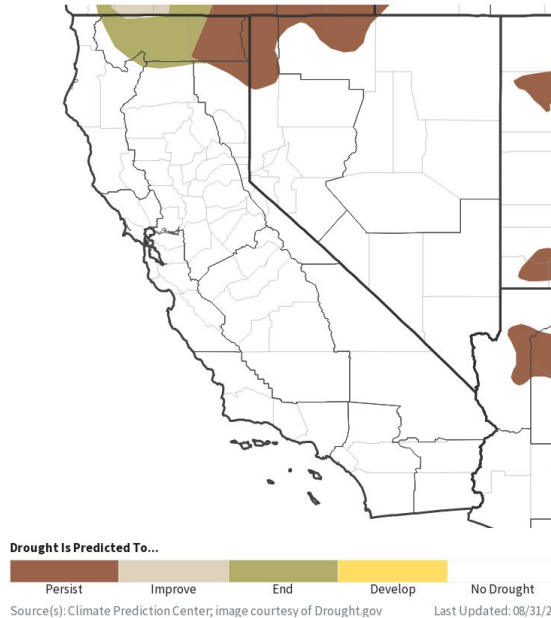 Drought Is Predicted To...
Persist Improve End Develop No Drought
Source(s): Climate Prediction Center; image courtesy of Drought.gov Last Updated: 08/31/2